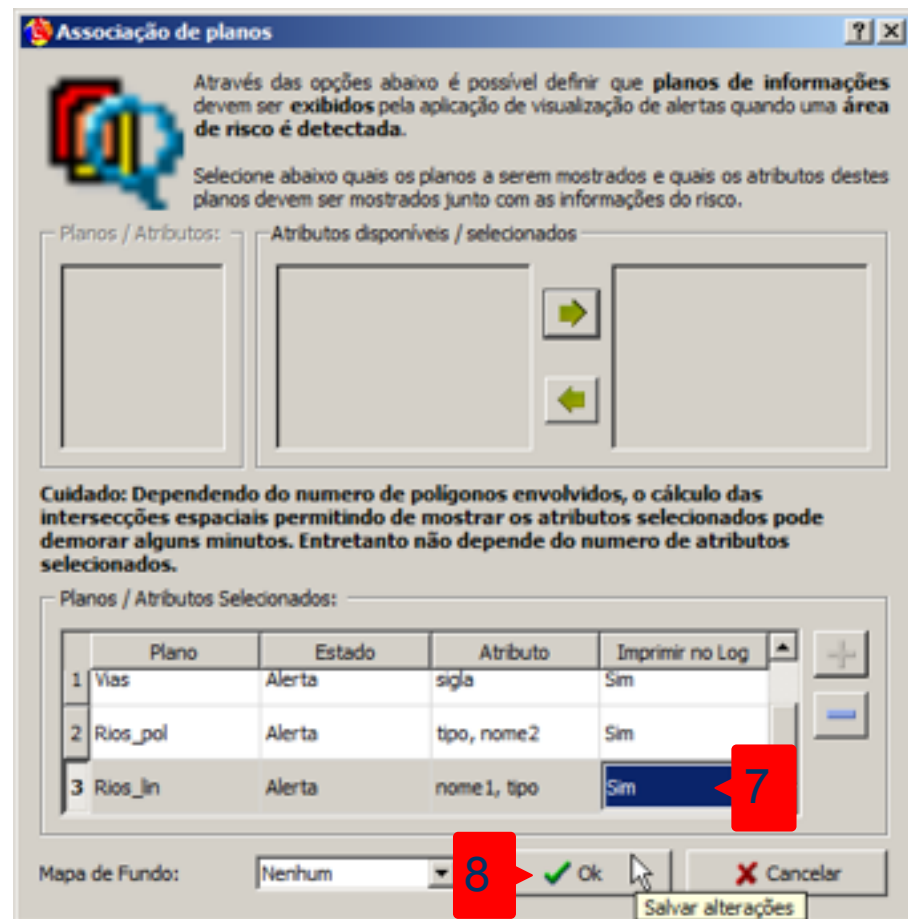 Associação de planos
Através das opções abaixo é possível definir que planos de informações
devem ser exibidos pela aplicação de visualização de alertas quando uma área
de risco é detectada.
Selecione abaixo quais os planos a serem mostrados e quais os atributos destes
planos devem ser mostrados junto com as informações do risco.
Planos / Atributos: Atributos disponíveis / selecionados
Cuidado: Dependendo do numero de polígonos envolvidos, o cálculo das
intersecções espaciais permitindo de mostrar os atributos selecionados pode
demorar alguns minutos. Entretanto não depende do numero de atributos
selecionados.
Planos / Atributos Selecionados:
Plano Estado Atributo Imprimir no Log
1 Vias Alerta sigla Sim
2 Rios_pol Alerta tipo, nome2 Sim
3 Rios_lin Alerta nome1, tipo Sim 7
Mapa de Fundo: Nenhum 8 Ok Cancelar
Salvar alterações